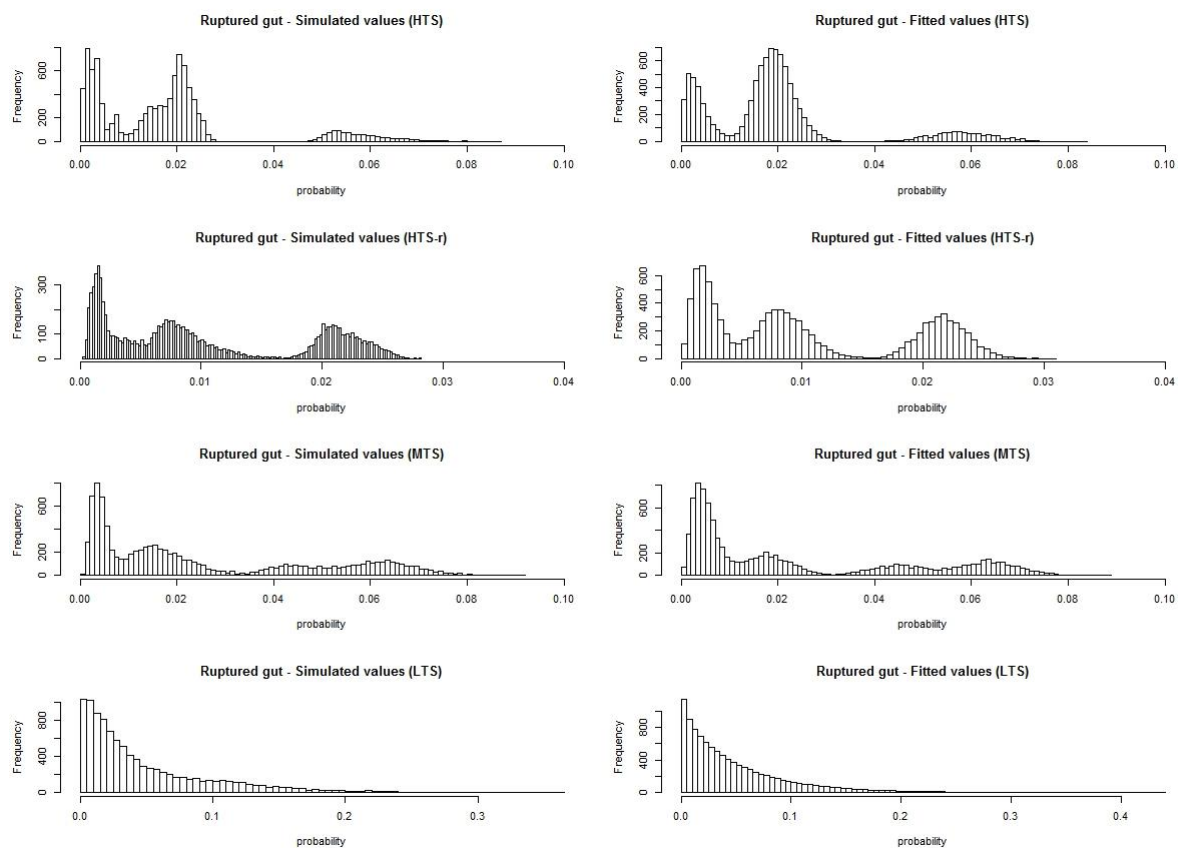 Ruptured gut - Simulated values (HTS)
Frequency
0 200 600
0.00 0.02 0.04 0.06 0.08 0.10
probability
Ruptured gut - Fitted values (HTS)
Frequency
0 200 400 600
0.00 0.02 0.04 0.06 0.08 0.10
probability
Ruptured gut - Simulated values (HTS-r)
Frequency
0 100 300
0.00 0.01 0.02 0.03 0.04
probability
Ruptured gut - Fitted values (HTS-r)
Frequency
0 200 400 600
0.00 0.01 0.02 0.03 0.04
probability
Ruptured gut - Simulated values (MTS)
Frequency
0 200 600
0.00 0.02 0.04 0.06 0.08 0.10
probability
Ruptured gut - Fitted values (MTS)
Frequency
0 200 600
0.00 0.02 0.04 0.06 0.08 0.10
probability
Ruptured gut - Simulated values (LTS)
Frequency
0 400 800
0.0 0.1 0.2 0.3
probability
Ruptured gut - Fitted values (LTS)
Frequency
0 400 800
0.0 0.1 0.2 0.3 0.4
probability